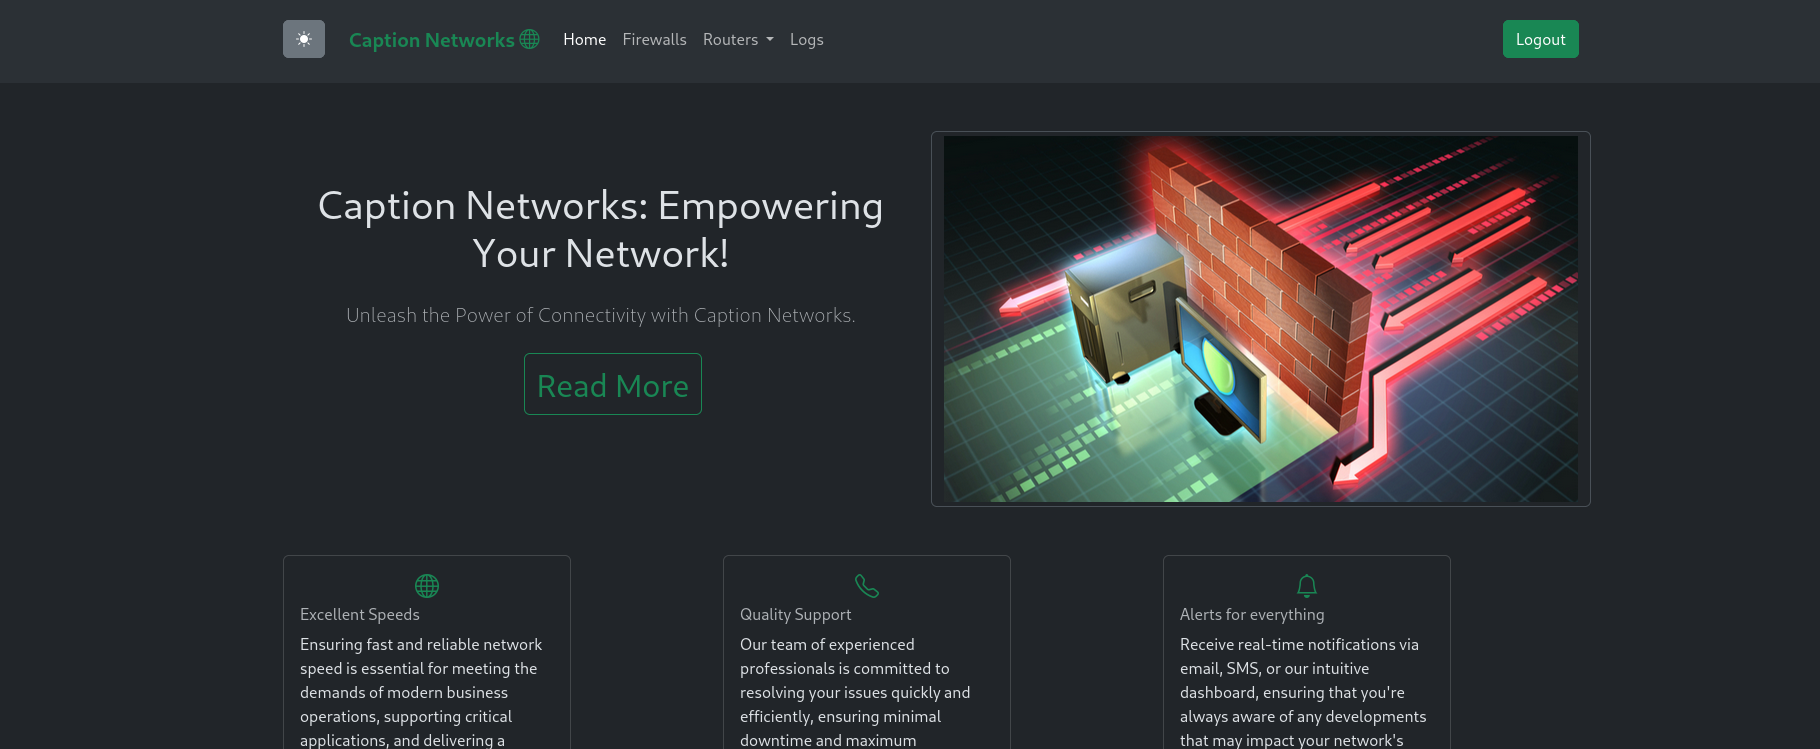 Caption Networks Home Firewalls Routers Logs Logout
Caption Networks: Empowering
Your Network!
Unleash the Power of Connectivity with Caption Networks.
Read More
Excellent Speeds
Ensuring fast and reliable network
speed is essential for meeting the
demands of modern business
operations, supporting critical
applications, and delivering a
Quality Support
Our team of experienced
professionals is committed to
resolving your issues quickly and
efficiently, ensuring minimal
downtime and maximum
Alerts for everything
Receive real-time notifications via
email, SMS, or our intuitive
dashboard, ensuring that you're
always aware of any developments
that may impact your network's